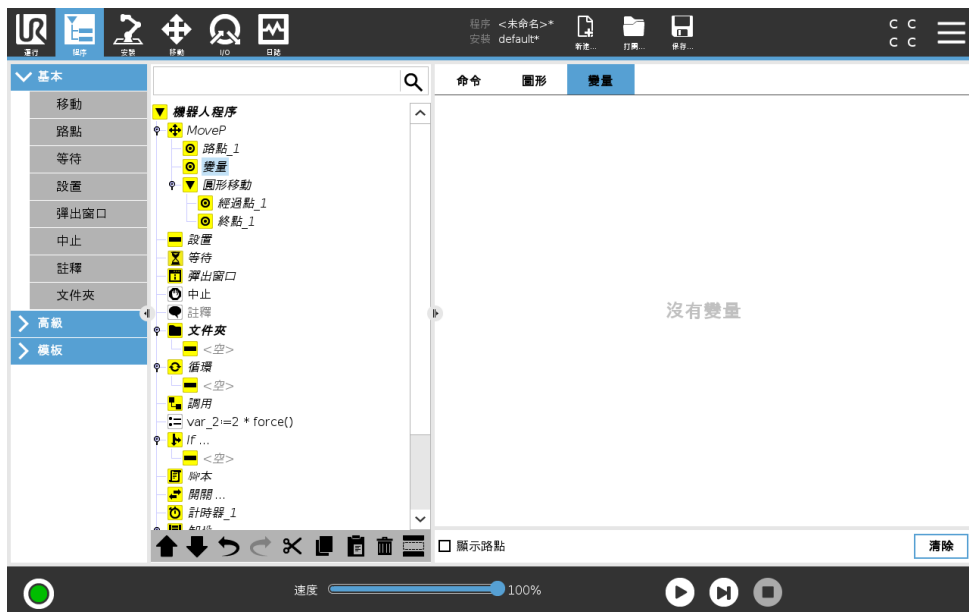 程序 <未命名>*
安裝 default*
運行
程序
安裝
移動
I/O
日誌
新建...
打開...
保存...
C C
C C
基本
移動
路點
等待
設置
彈出窗口
中止
註釋
文件夾
高級
模板
機器人程序
MoveP
路點_1
變量
圓形移動
經過點_1
終點_1
設置
等待
彈出窗口
中止
註釋
文件夾
<空>
循環
<空>
調用
var_2:=2 * force()
If ...
<空>
腳本
開關 ...
計時器_1
命令
圖形
變量
沒有變量
顯示路點
清除
速度
100%